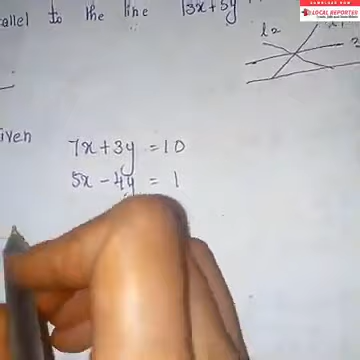 allel to the line 13x+5y
l2
iven
7x+3y = 10
5x-4y = 1
LOCAL REPORTER